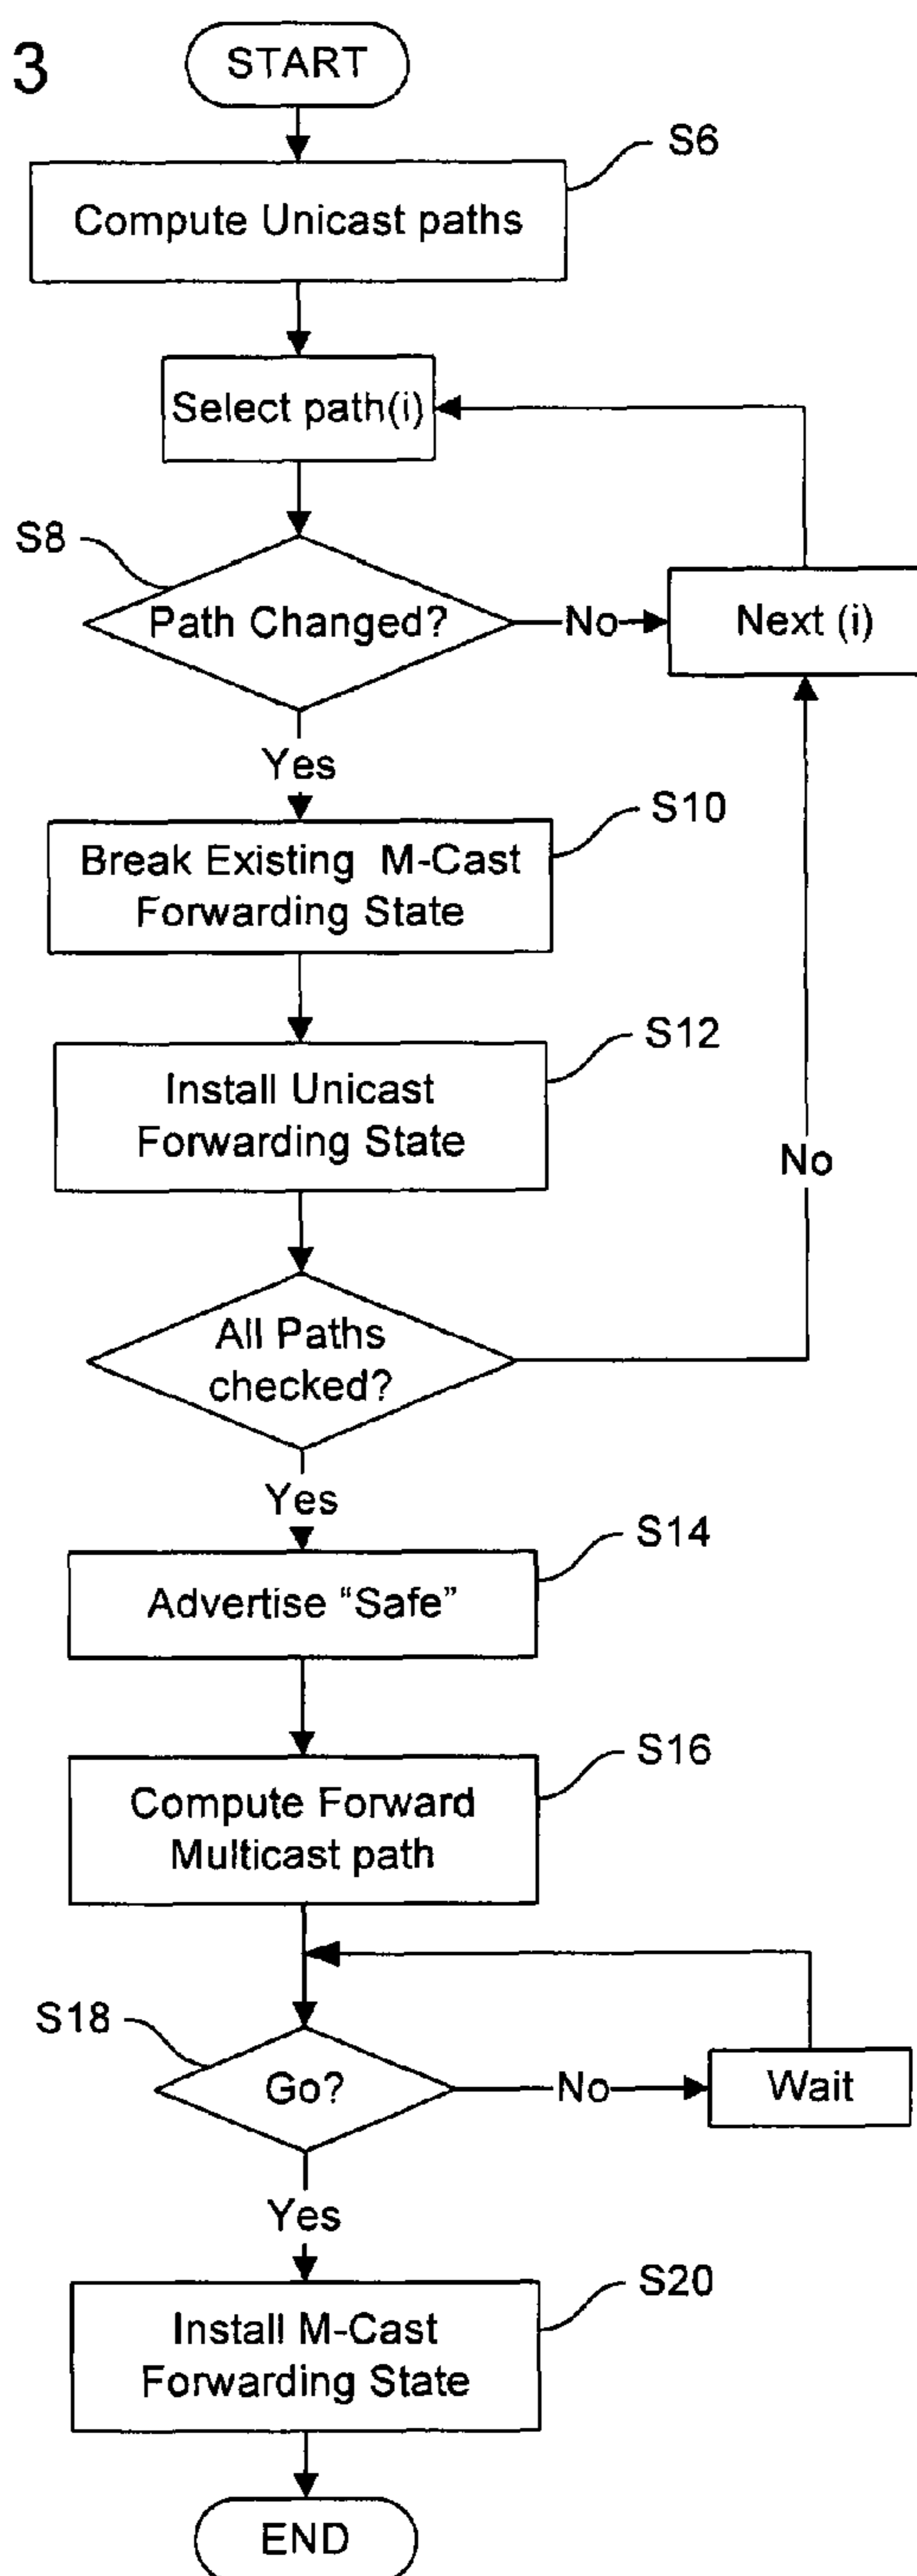 3
START
S6
Compute Unicast paths
Select path(i)
S8
Path Changed?
No
Next (i)
Yes
S10
Break Existing M-Cast
Forwarding State
S12
Install Unicast
Forwarding State
No
All Paths
checked?
Yes
S14
Advertise “Safe”
S16
Compute Forward
Multicast path
S18
Go?
No
Wait
Yes
S20
Install M-Cast
Forwarding State
END